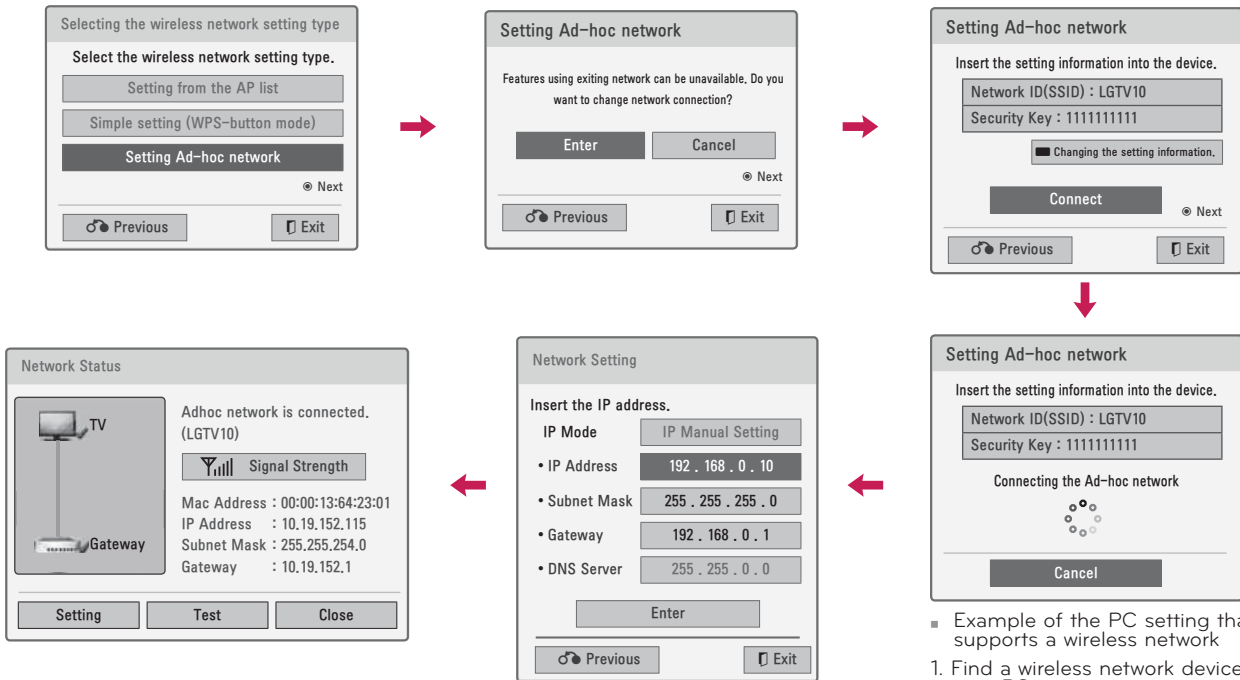 Selecting the wireless network setting type
Select the wireless network setting type.
Setting from the AP list
Simple setting (WPS-button mode)
Setting Ad-hoc network
Next
Previous
Exit
Setting Ad-hoc network
Features using exiting network can be unavailable. Do you
want to change network connection?
Enter
Cancel
Next
Previous
Exit
Setting Ad-hoc network
Insert the setting information into the device.
Network ID(SSID) : LGTV10
Security Key : 1111111111
Changing the setting information.
Connect
Next
Previous
Exit
Setting Ad-hoc network
Insert the setting information into the device.
Network ID(SSID) : LGTV10
Security Key : 1111111111
Connecting the Ad-hoc network
Cancel
Network Setting
Insert the IP address.
IP Mode IP Manual Setting
• IP Address 192 . 168 . 0 . 10
• Subnet Mask 255 . 255 . 255 . 0
• Gateway 192 . 168 . 0 . 1
• DNS Server 255 . 255 . 0 . 0
Enter
Previous
Exit
Network Status
TV
Gateway
Adhoc network is connected.
(LGTV10)
Signal Strength
Mac Address : 00:00:13:64:23:01
IP Address : 10.19.152.115
Subnet Mask : 255.255.254.0
Gateway : 10.19.152.1
Setting
Test
Close
Example of the PC setting
supports a wireless network
1. Find a wireless network device